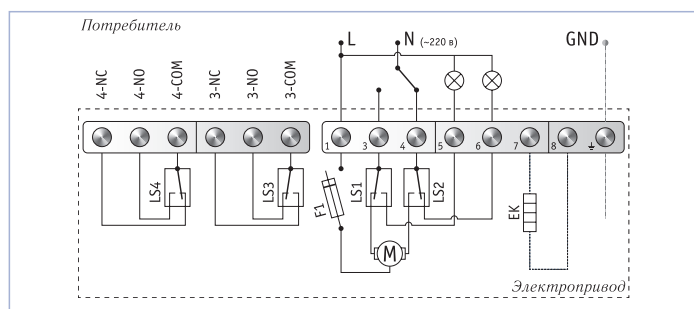 Потребитель
L
N (~220 в)
GND
4-NC
4-NO
4-COM
3-NC
3-NO
3-COM
1
3
4
5
6
7
8
LS4
LS3
F1
LS1
LS2
EK
M
Электропривод